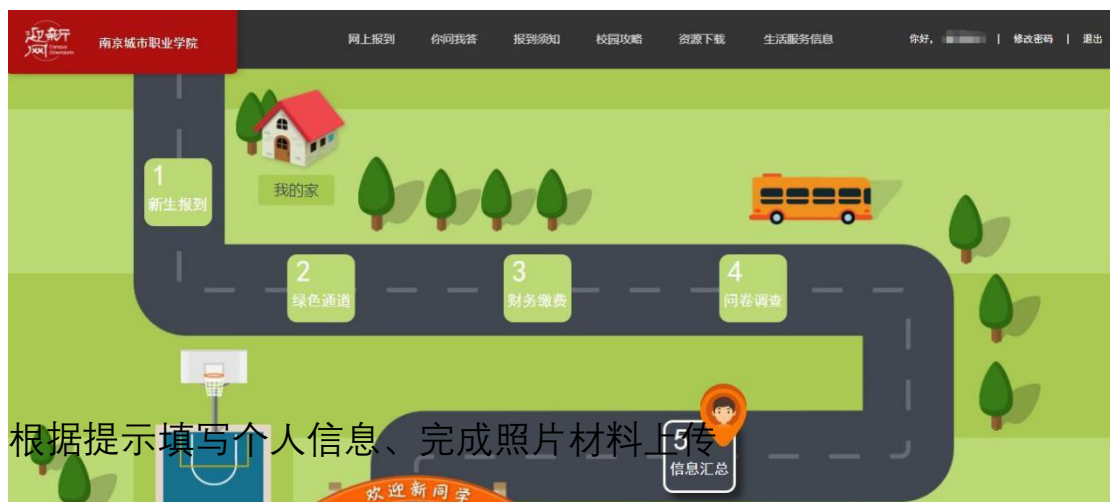 迎新网
Campus
南京城市职业学院
网上报到 你问我答 报到须知 校园攻略 资源下载 生活服务信息
你好， | 修改密码 | 退出
1
新生报到
我的家
2
绿色通道
3
财务缴费
4
问卷调查
根据提示填写个人信息、完成照片材料上传
5
信息汇总
欢迎新同学